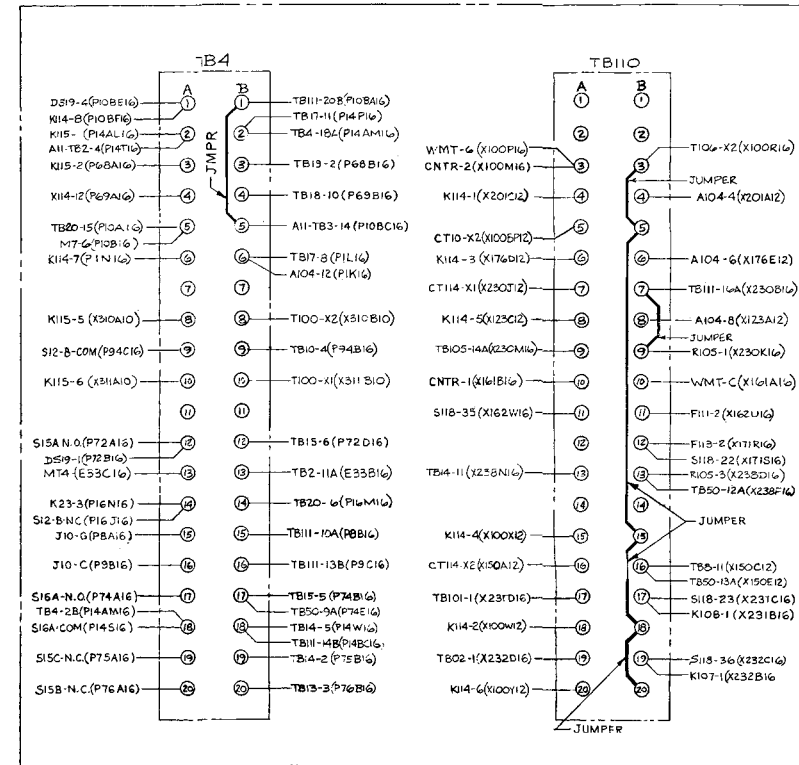 TB4
TB110
A
B
A
B
JMPR
DS19-4(P10BE16)
K114-8(P10BF16)
1
1
TB111-20B(P10BA16)
TB17-11(P14P16)
K115- (P14AL16)
A11-TB2-4(P14T16)
2
2
TB4-18A(P14AM16)
K115-2(P68A16)
3
3
TB19-2(P68B16)
X114-12(P69A16)
4
4
TB18-10(P69B16)
TB20-15(P10A16)
M7-6(P10B16)
5
5
A11-TB3-14(P10BC16)
K114-7(P1N16)
6
6
TB17-8(P1L16)
A104-12(P1K16)
7
7
K115-5(X310A10)
8
8
T100-X2(X310B10)
S12-B-COM(P94C16)
9
9
TB10-4(P94B16)
K115-6(X311A10)
10
10
T100-X1(X311B10)
11
11
S15A N.O.(P72A16)
DS19-1(P72B16)
12
12
TB15-6(P72D16)
MT4-(E33C16)
13
13
TB2-11A(E33B16)
K23-3(P16N16)
S12-B-NC(P16J16)
14
14
TB20-6(P16M16)
J10-G(P8A16)
15
15
TB111-10A(P8B16)
J10-C(P9B16)
16
16
TB111-13B(P9C16)
S16A-N.O.(P74A16)
17
17
TB15-5(P74B16)
TB50-9A(P74E16)
TB4-2B(P14AM16)
S16A-COM(P14S16)
18
18
TB14-5(P14W16)
TB111-14B(P14BC16)
S15C-N.C.(P75A16)
19
19
TB14-2(P75B16)
S15B-N.C.(P76A16)
20
20
TB13-3(P76B16)
1
1
2
2
WMT-6(X100P16)
CNTR-2(X100M16)
3
3
T106-X2(X100R16)
JUMPER
K114-1(X201C12)
4
4
A104-4(X201A12)
CT10-X2(X100BP12)
5
5
K114-3(X176D12)
6
6
A104-6(X176E12)
CT114-X1(X230J12)
7
7
TB111-16A(X230B16)
K114-5(X123C12)
8
8
A104-8(X123A12)
JUMPER
TB105-14A(X230M16)
9
9
R105-1(X230K16)
CNTR-1(X161B16)
10
10
WMT-C(X161A16)
S118-35(X162W16)
11
11
F111-2(X162U16)
12
12
F113-2(X171R16)
S118-22(X171S16)
TB14-11(X238N16)
13
13
R105-3(X238D16)
TB50-12A(X238F16)
14
14
JUMPER
K114-4(X100X12)
15
15
CT114-X2(X150A12)
16
16
TB8-11(X150C12)
TB50-13A(X150E12)
TB101-1(X231D16)
17
17
S118-23(X231C16)
K108-1(X231B16)
K114-2(X100W12)
18
18
TB02-1(X232D16)
19
19
S118-36(X232C16)
K107-1(X232B16
K114-6(X100Y12)
20
20
JUMPER